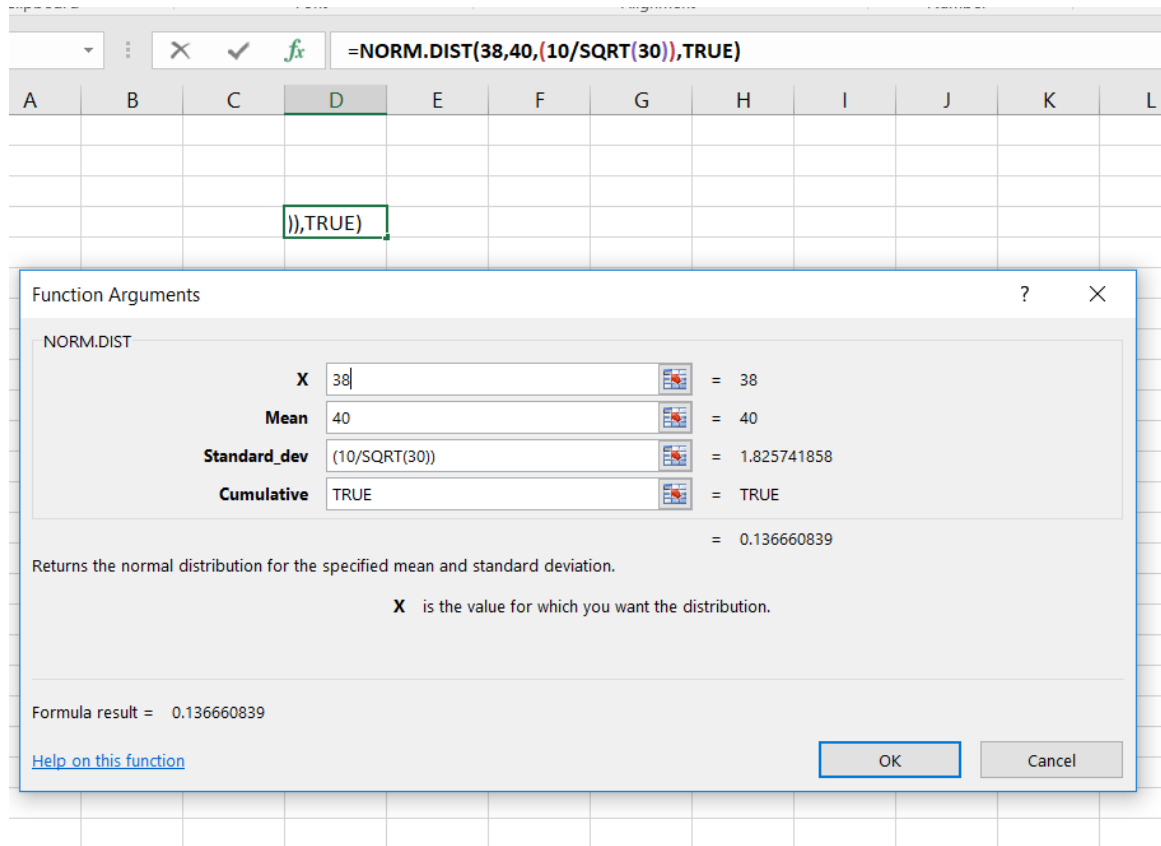 =NORM.DIST(38,40,(10/SQRT(30)),TRUE)
A B C D E F G H I J K L
)),TRUE)
Function Arguments ?
NORM.DIST
X 38 = 38
Mean 40 = 40
Standard_dev (10/SQRT(30)) = 1.825741858
Cumulative TRUE = TRUE
= 0.136660839
Returns the normal distribution for the specified mean and standard deviation.
X is the value for which you want the distribution.
Formula result = 0.136660839
Help on this function OK Cancel